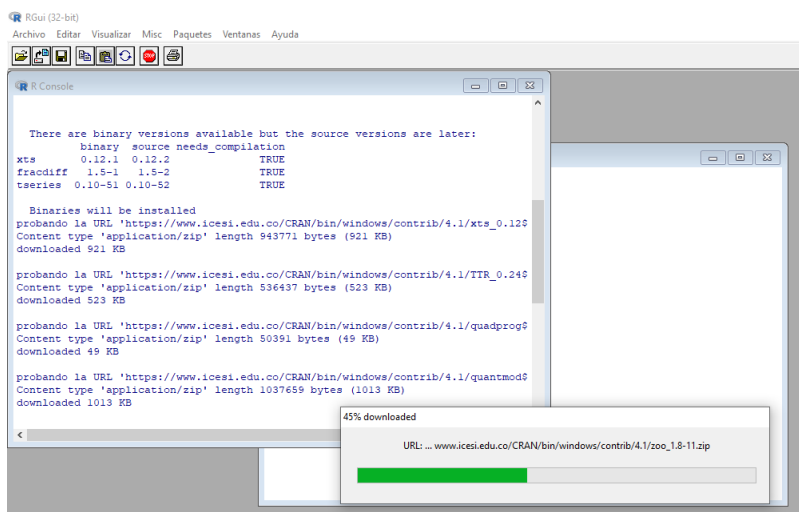 RGui (32-bit)
Archivo Editar Visualizar Misc Paquetes Ventanas Ayuda
STOP
R Console
There are binary versions available but the source versions are later:
binary source needs_compilation
xts 0.12.1 0.12.2 TRUE
fracdiff 1.5-1 1.5-2 TRUE
tseries 0.10-51 0.10-52 TRUE
Binaries will be installed
probando la URL 'https://www.icesi.edu.co/CRAN/bin/windows/contrib/4.1/xts_0.12$
Content type 'application/zip' length 943771 bytes (921 KB)
downloaded 921 KB
probando la URL 'https://www.icesi.edu.co/CRAN/bin/windows/contrib/4.1/TTR_0.24$
Content type 'application/zip' length 536437 bytes (523 KB)
downloaded 523 KB
probando la URL 'https://www.icesi.edu.co/CRAN/bin/windows/contrib/4.1/quadprog$
Content type 'application/zip' length 50391 bytes (49 KB)
downloaded 49 KB
probando la URL 'https://www.icesi.edu.co/CRAN/bin/windows/contrib/4.1/quantmod$
Content type 'application/zip' length 1037659 bytes (1013 KB)
downloaded 1013 KB
45% downloaded
URL: ... www.icesi.edu.co/CRAN/bin/windows/contrib/4.1/zoo_1.8-11.zip